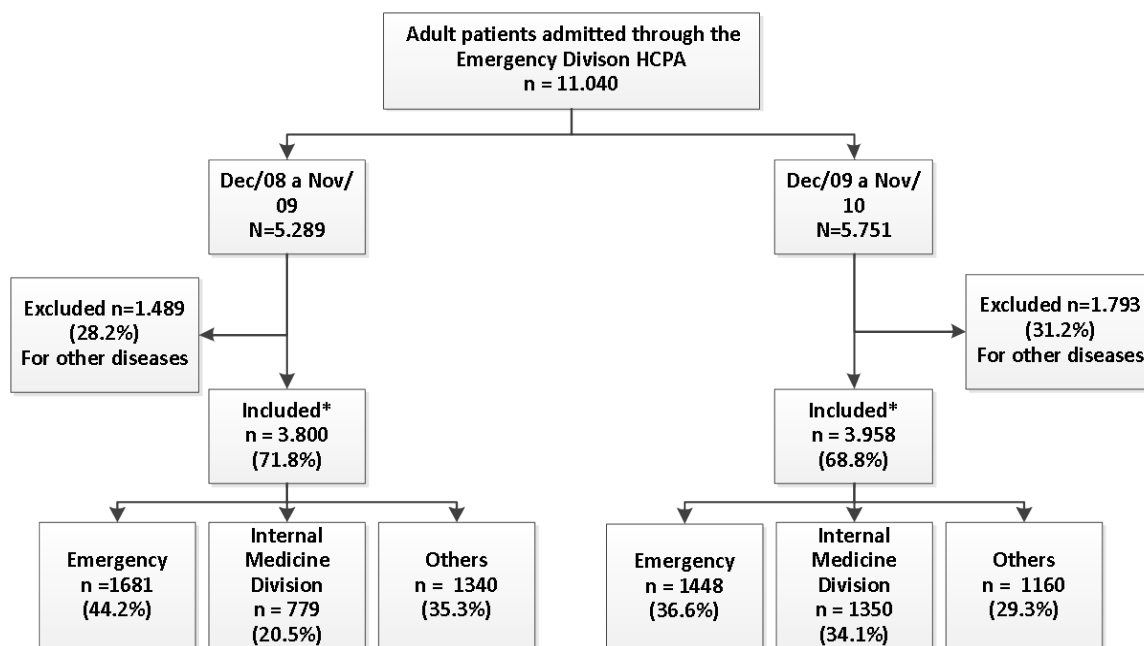 Adult patients admitted through the
Emergency Divison HCPA
n = 11.040
Dec/08 a Nov/
09
N=5.289
Dec/09 a Nov/
10
N=5.751
Excluded n=1.489
(28.2%)
For other diseases
Excluded n=1.793
(31.2%)
For other diseases
Included*
n = 3.800
(71.8%)
Included*
n = 3.958
(68.8%)
Emergency
n =1681
(44.2%)
Internal
Medicine
Division
n = 779
(20.5%)
Others
n = 1340
(35.3%)
Emergency
n = 1448
(36.6%)
Internal
Medicine
Division
n = 1350
(34.1%)
Others
n = 1160
(29.3%)